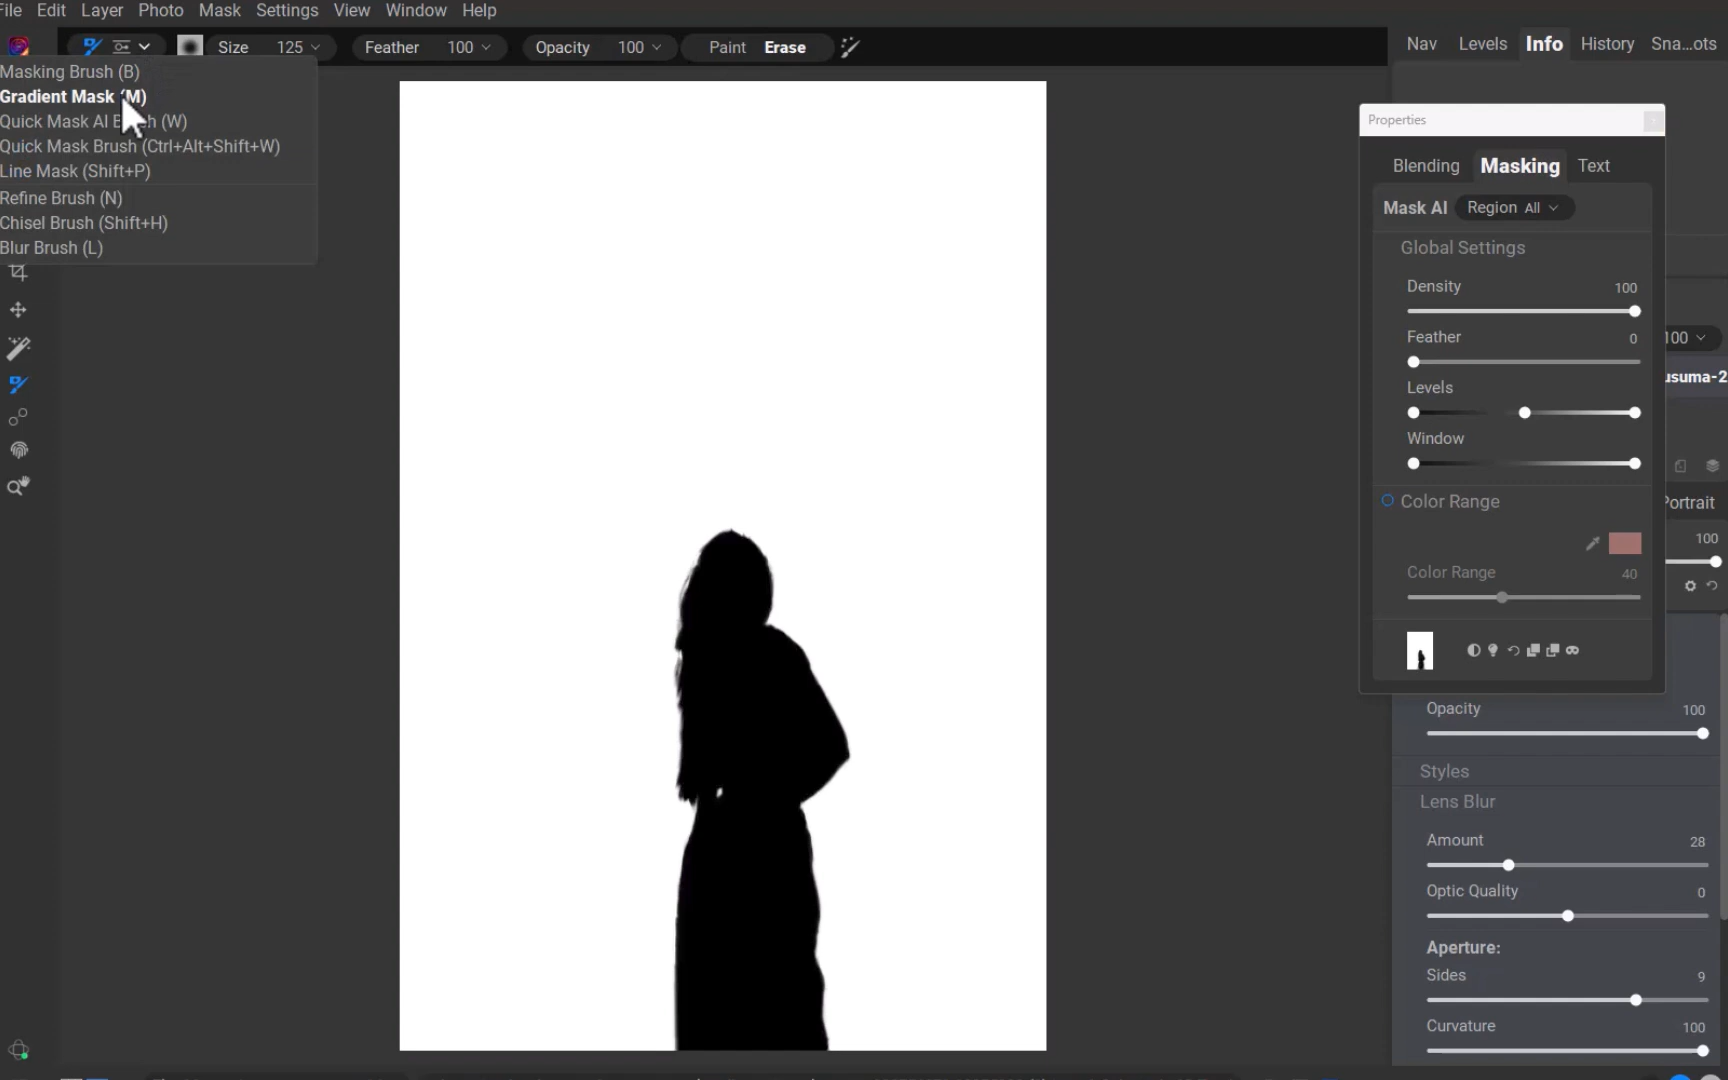 File Edit Layer Photo Mask Settings View Window Help
Size 125 Feather 100 Opacity 100 Paint Erase
Nav Levels Info History Sna...ots
Masking Brush (B)
Gradient Mask (M)
Quick Mask AI Brush (W)
Quick Mask Brush (Ctrl+Alt+Shift+W)
Line Mask (Shift+P)
Refine Brush (N)
Chisel Brush (Shift+H)
Blur Brush (L)
Properties
Blending Masking Text
Mask AI Region All
Global Settings
Density 100
Feather 0
Levels
Window
Color Range
Color Range 40
100
usuma-2
Portrait
100
Opacity 100
Styles
Lens Blur
Amount 28
Optic Quality 0
Aperture:
Sides 9
Curvature 100